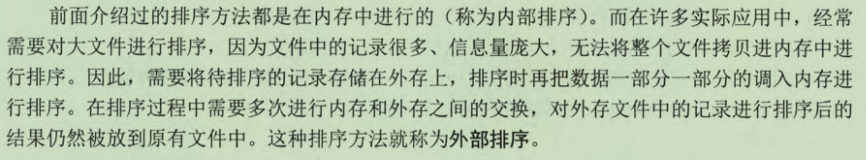 前面介绍过的排序方法都是在内存中进行的（称为内部排序）。而在许多实际应用中，经常
需要对大文件进行排序，因为文件中的记录很多、信息量庞大，无法将整个文件拷贝进内存中进
行排序。因此，需要将待排序的记录存储在外存上，排序时再把数据一部分一部分的调入内存进
行排序。在排序过程中需要多次进行内存和外存之间的交换，对外存文件中的记录进行排序后的
结果仍然被放到原有文件中。这种排序方法就称为外部排序。